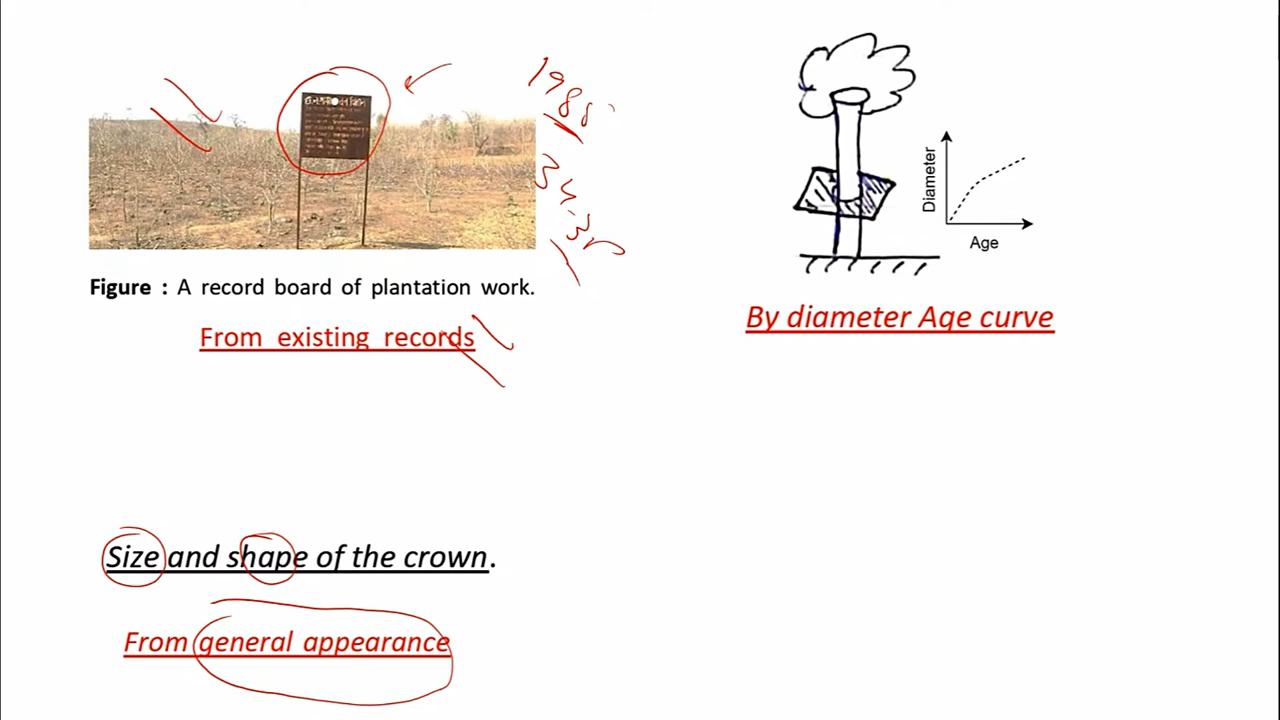 1988
34-35
Figure : A record board of plantation work.
From existing records
Diameter
Age
By diameter Age curve
Size and shape of the crown.
From general appearance